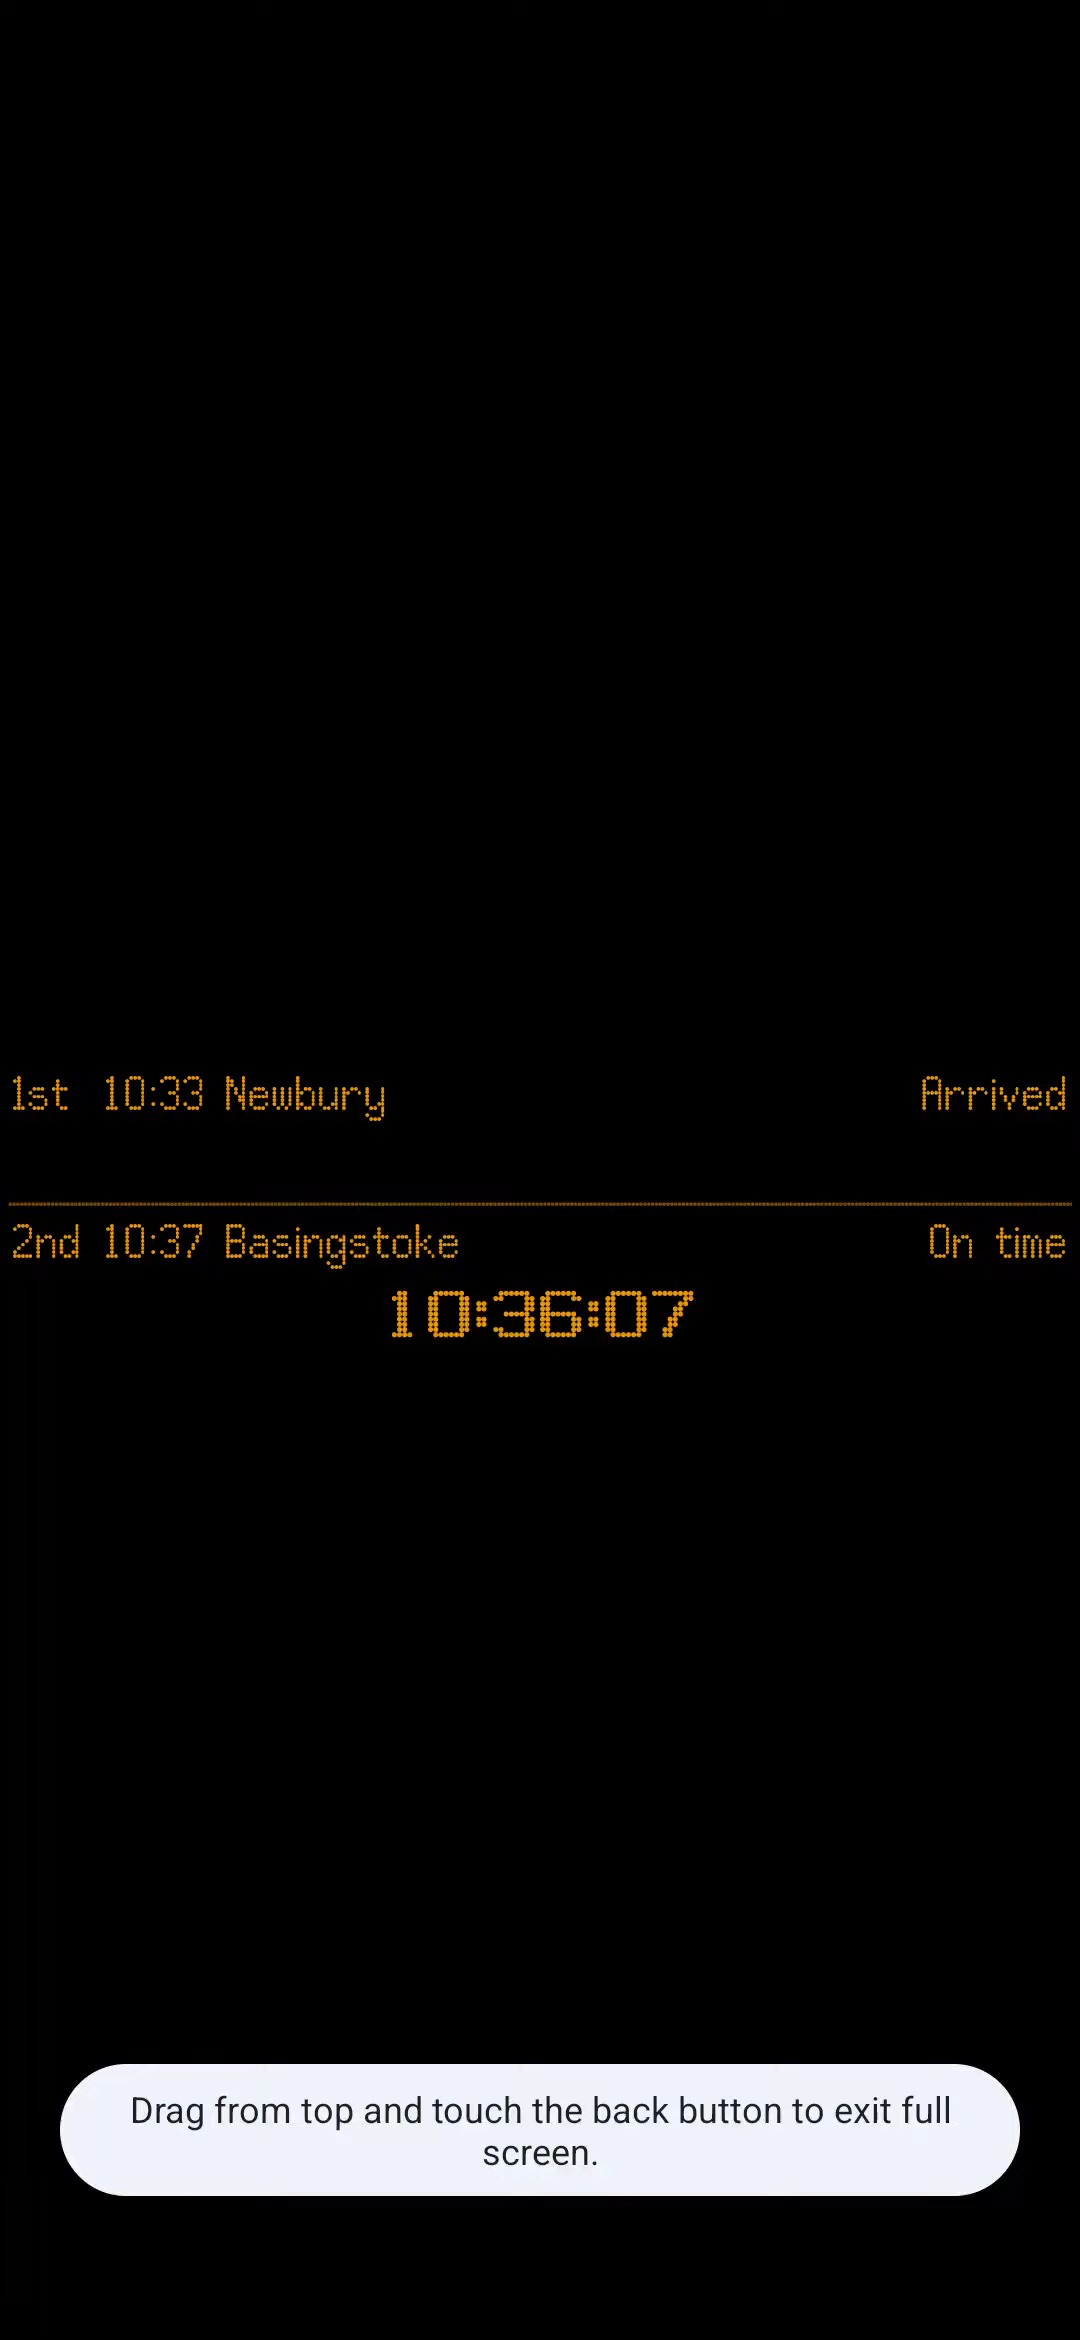 1st 10:33 Newbury Arrived
2nd 10:37 Basingstoke On time
10:36:07
Drag from top and touch the back button to exit full
screen.